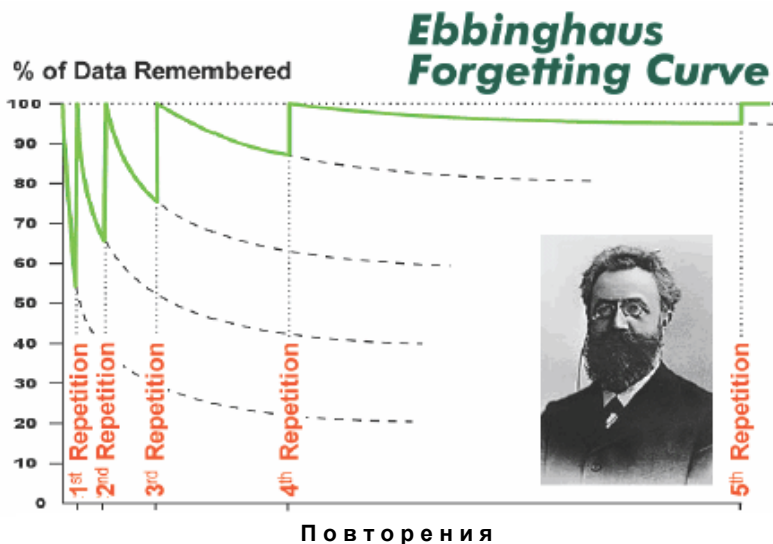 Ebbinghaus
Forgetting Curve
% of Data Remembered
100
90
80
70
60
50
40
30
20
10
0
1st Repetition
2nd Repetition
3rd Repetition
4th Repetition
5th Repetition
Повторения